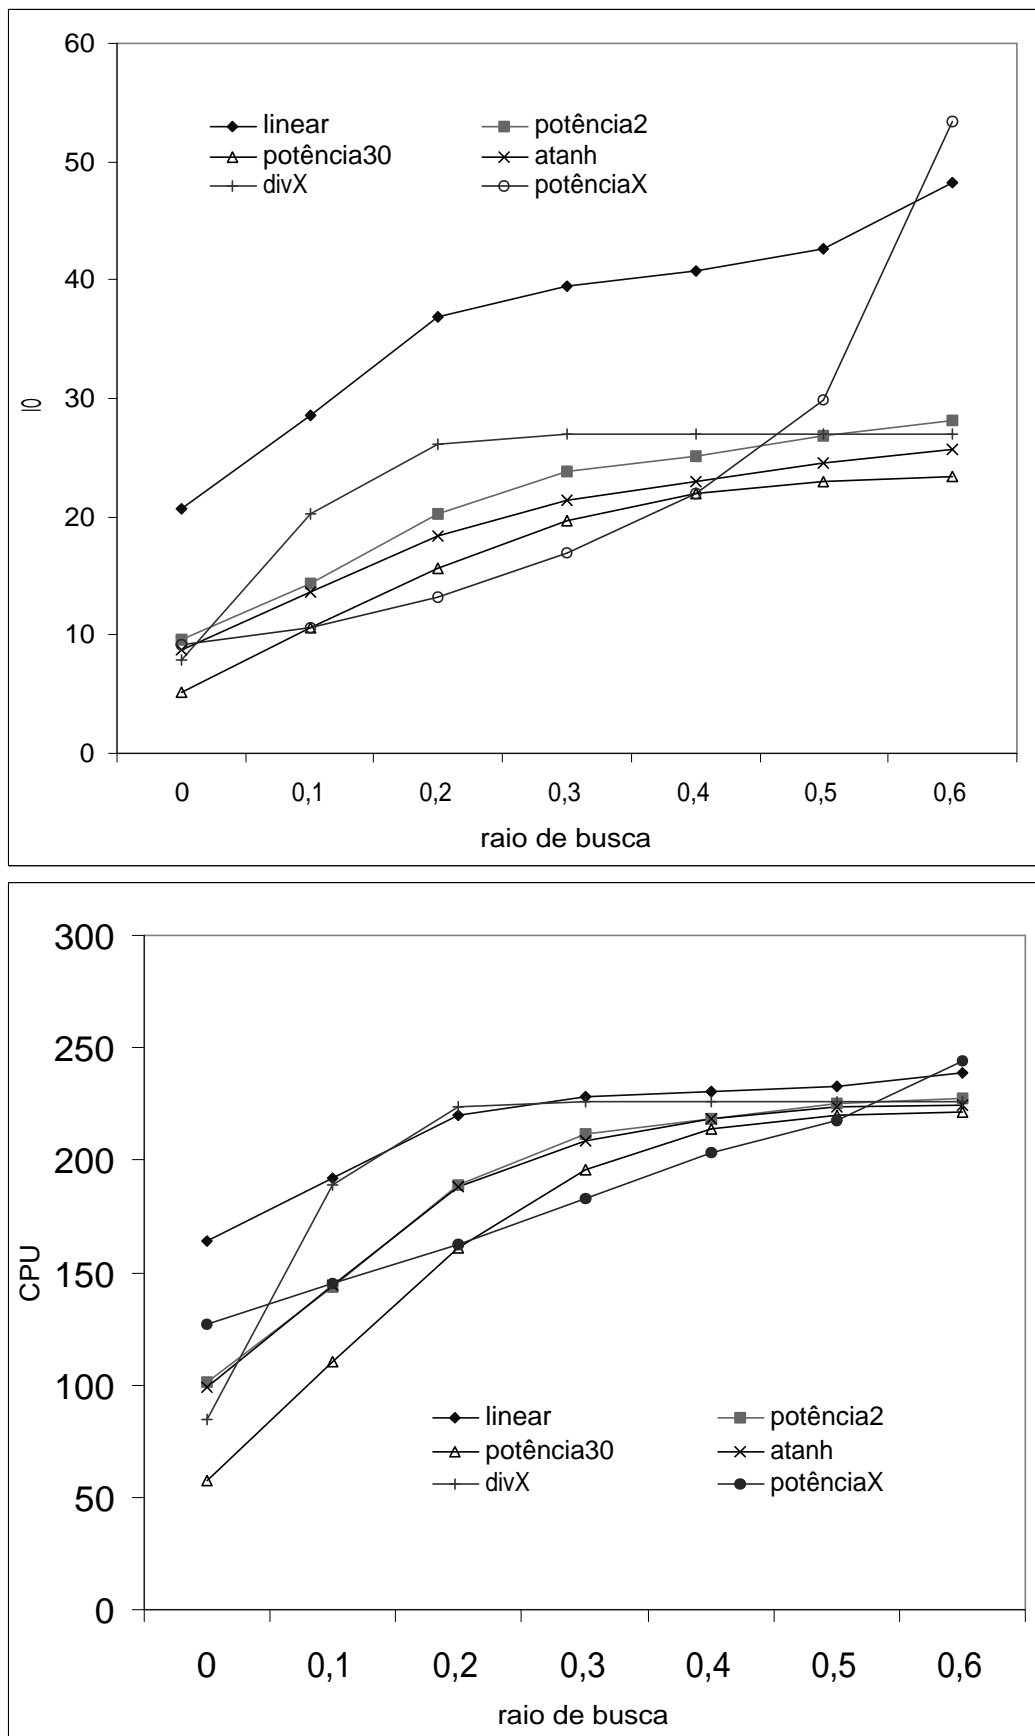 60
linear potência2
potência30 atanh
divX potênciaX
50
40
30
IO
20
10
0
0 0,1 0,2 0,3 0,4 0,5 0,6
raio de busca
300
250
200
150
CPU
100
linear potência2
potência30 atanh
divX potênciaX
50
0
0 0,1 0,2 0,3 0,4 0,5 0,6
raio de busca